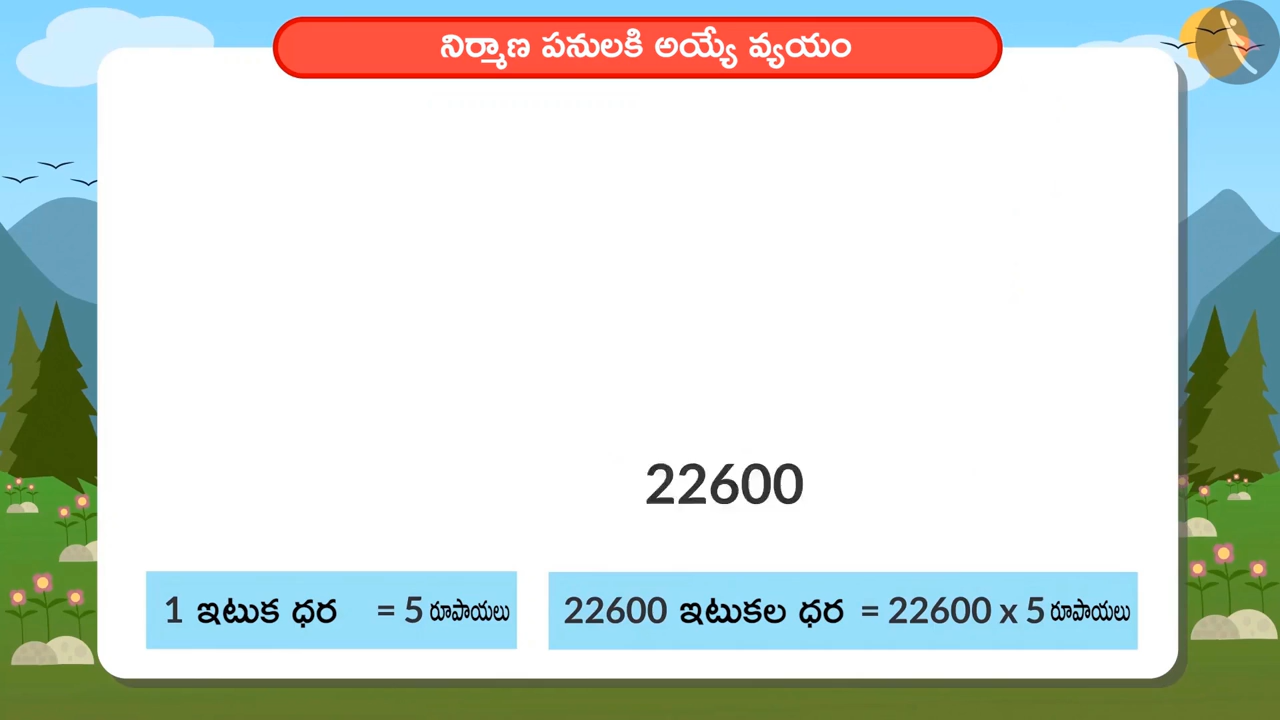 నిర్మాణ పనులకి అయ్యే వ్యయం
22600
1 ఇటుక ధర = 5 రూపాయలు
22600 ఇటుకల ధర = 22600 x 5 రూపాయలు